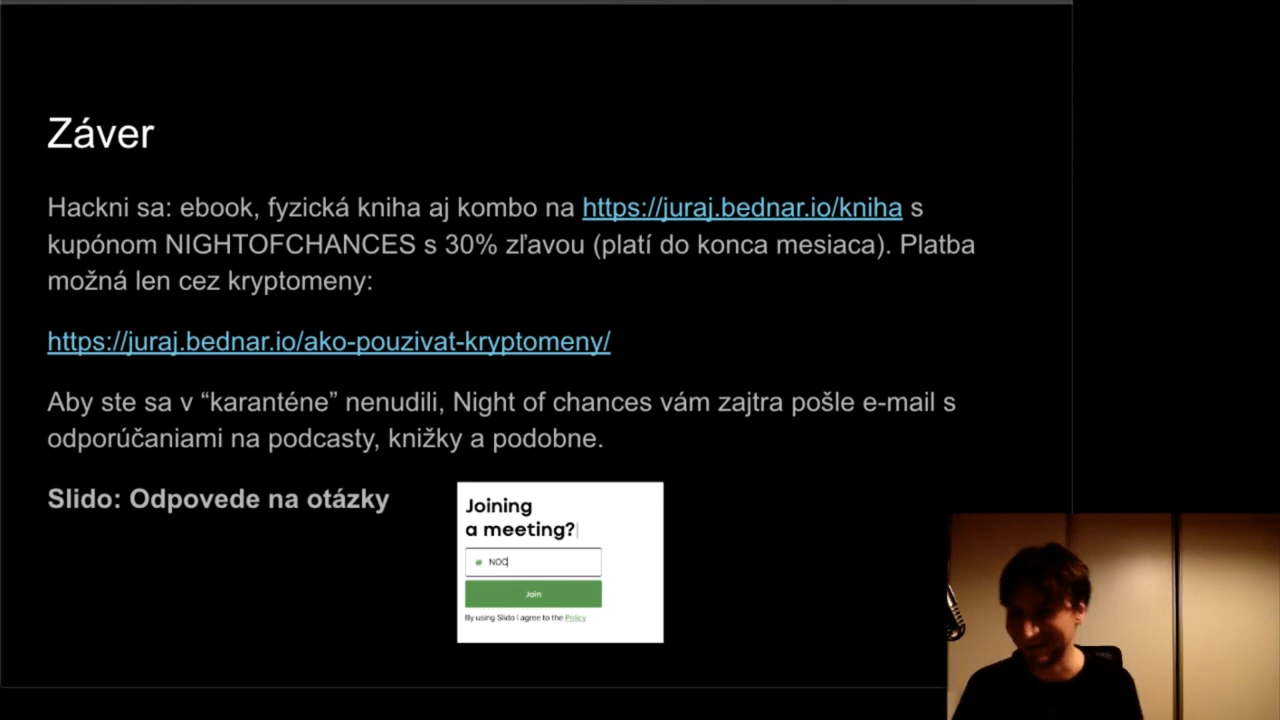 Záver
Hackni sa: ebook, fyzická kniha aj kombo na https://juraj.bednar.io/kniha s
kupónom NIGHTOFCHANCES s 30% zľavou (platí do konca mesiaca). Platba
možná len cez kryptomeny:
https://juraj.bednar.io/ako-pouzivat-kryptomeny/
Aby ste sa v “karanténe” nenudili, Night of chances vám zajtra pošle e-mail s
odporúčaniami na podcasty, knižky a podobne.
Slido: Odpovede na otázky
Joining
a meeting?
# NOC
Join
By using Slido I agree to the Policy